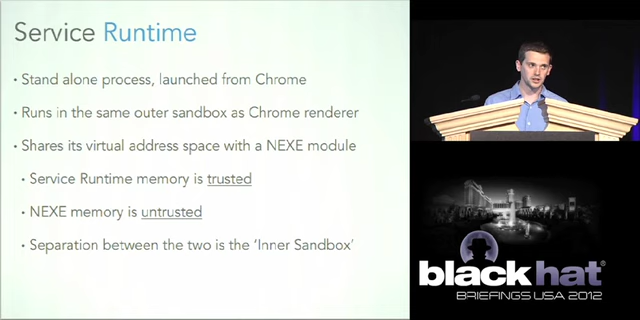 Service Runtime
• Stand alone process, launched from Chrome
• Runs in the same outer sandbox as Chrome renderer
• Shares its virtual address space with a NEXE module
• Service Runtime memory is trusted
• NEXE memory is untrusted
• Separation between the two is the 'Inner Sandbox'
black hat®
BRIEFINGS USA 2012